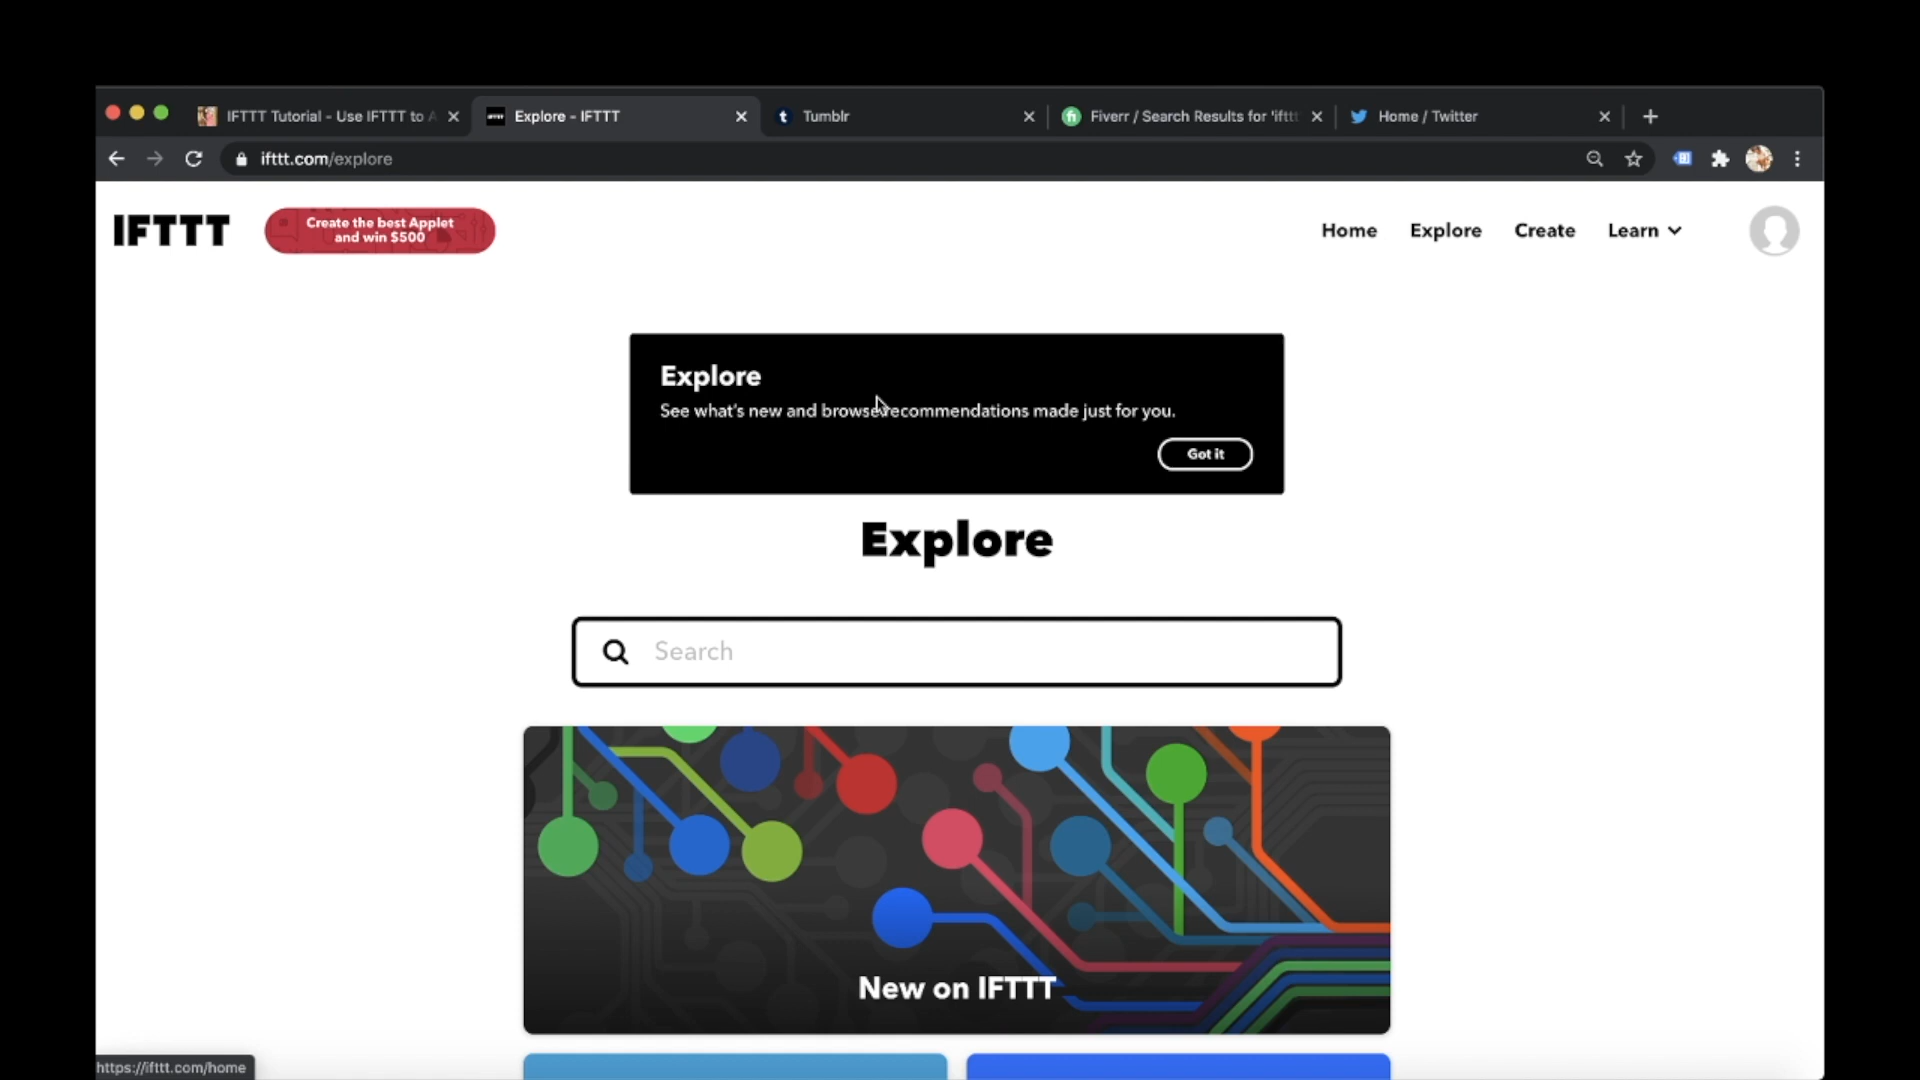 IFTTT Tutorial - Use IFTTT to A
Explore - IFTTT
Tumblr
Fiverr / Search Results for 'iftt
Home / Twitter
ifttt.com/explore
IFTTT
Create the best Applet
and win $500
Home
Explore
Create
Learn
Explore
See what's new and browse recommendations made just for you.
Got it
Explore
Search
New on IFTTT
https://ifttt.com/home